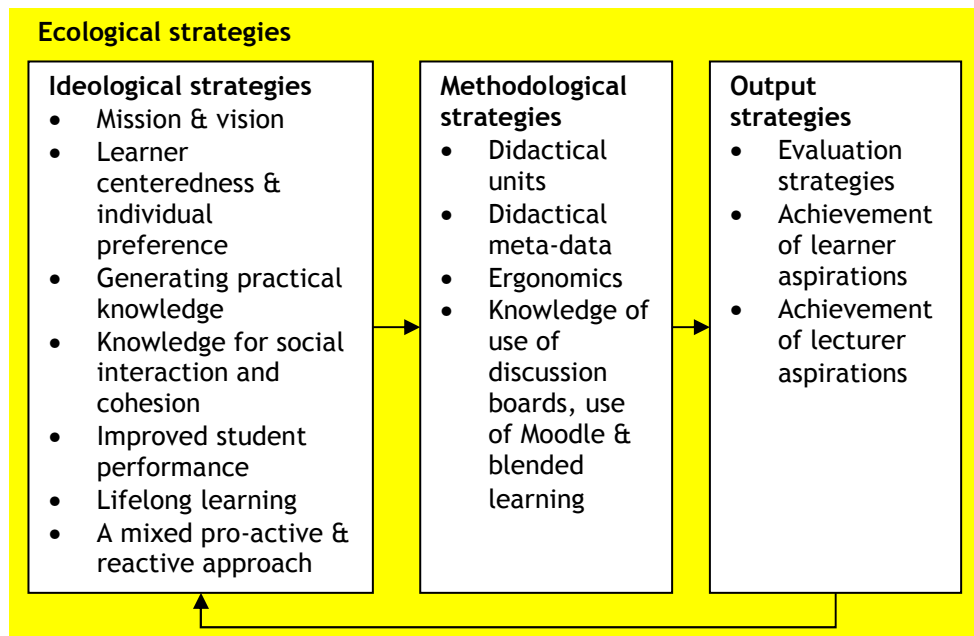 Ecological strategies
Ideological strategies
• Mission & vision
• Learner
centeredness &
individual
preference
• Generating practical
knowledge
• Knowledge for social
interaction and
cohesion
• Improved student
performance
• Lifelong learning
• A mixed pro-active &
reactive approach
Methodological
strategies
• Didactical
units
• Didactical
meta-data
• Ergonomics
• Knowledge of
use of
discussion
boards, use
of Moodle &
blended
learning
Output
strategies
• Evaluation
strategies
• Achievement
of learner
aspirations
• Achievement
of lecturer
aspirations